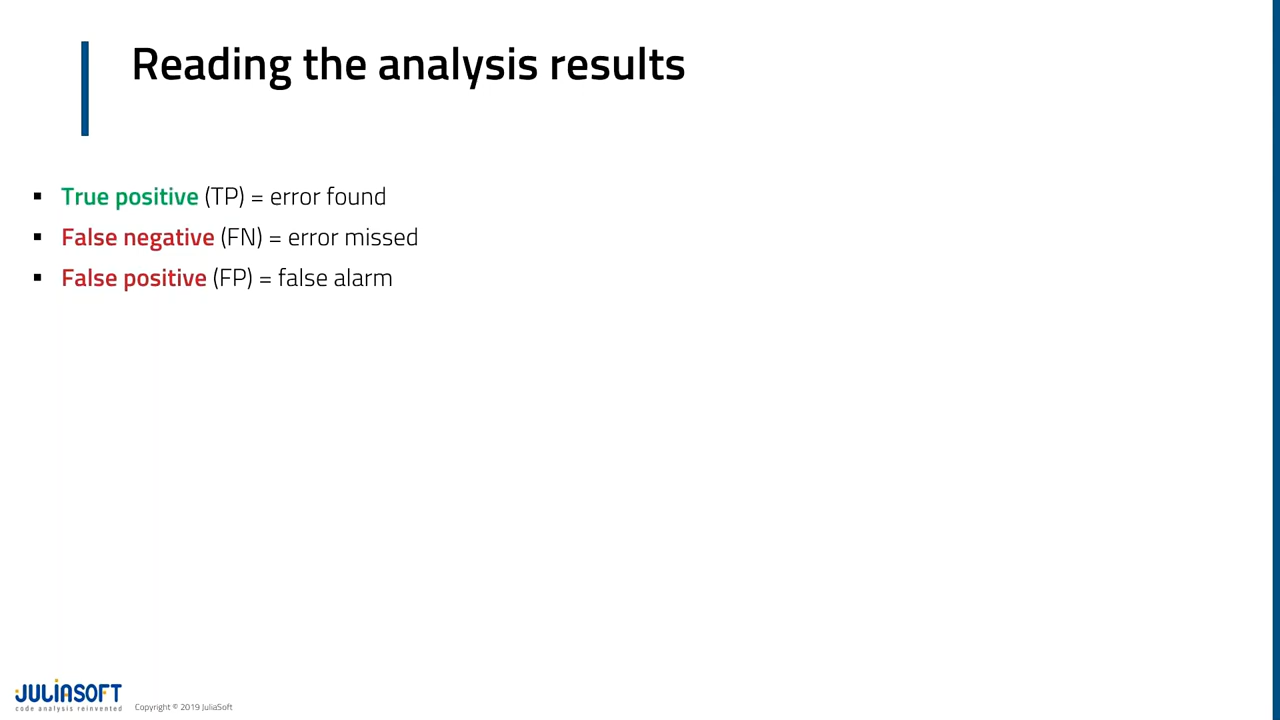 Reading the analysis results
▪ True positive (TP) = error found
▪ False negative (FN) = error missed
▪ False positive (FP) = false alarm
JULIASOFT
code analysis reinvented
Copyright © 2019 JuliaSoft